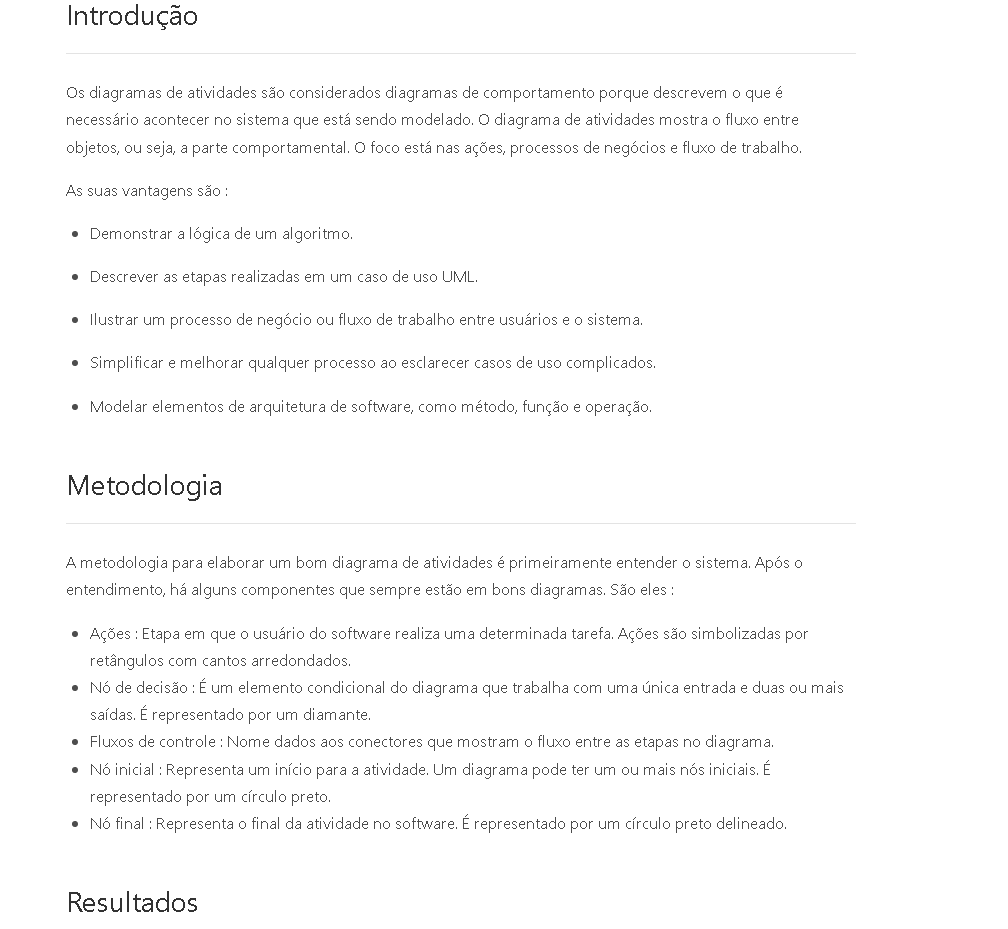 Introdução
Os diagramas de atividades são considerados diagramas de comportamento porque descrevem o que é
necessário acontecer no sistema que está sendo modelado. O diagrama de atividades mostra o fluxo entre
objetos, ou seja, a parte comportamental. O foco está nas ações, processos de negócios e fluxo de trabalho.
As suas vantagens são :
• Demonstrar a lógica de um algoritmo.
• Descrever as etapas realizadas em um caso de uso UML.
• Ilustrar um processo de negócio ou fluxo de trabalho entre usuários e o sistema.
• Simplificar e melhorar qualquer processo ao esclarecer casos de uso complicados.
• Modelar elementos de arquitetura de software, como método, função e operação.
Metodologia
A metodologia para elaborar um bom diagrama de atividades é primeiramente entender o sistema. Após o
entendimento, há alguns componentes que sempre estão em bons diagramas. São eles :
• Ações : Etapa em que o usuário do software realiza uma determinada tarefa. Ações são simbolizadas por
retângulos com cantos arredondados.
• Nó de decisão : É um elemento condicional do diagrama que trabalha com uma única entrada e duas ou mais
saídas. É representado por um diamante.
• Fluxos de controle : Nome dados aos conectores que mostram o fluxo entre as etapas no diagrama.
• Nó inicial : Representa um início para a atividade. Um diagrama pode ter um ou mais nós iniciais. É
representado por um círculo preto.
• Nó final : Representa o final da atividade no software. É representado por um círculo preto delineado.
Resultados